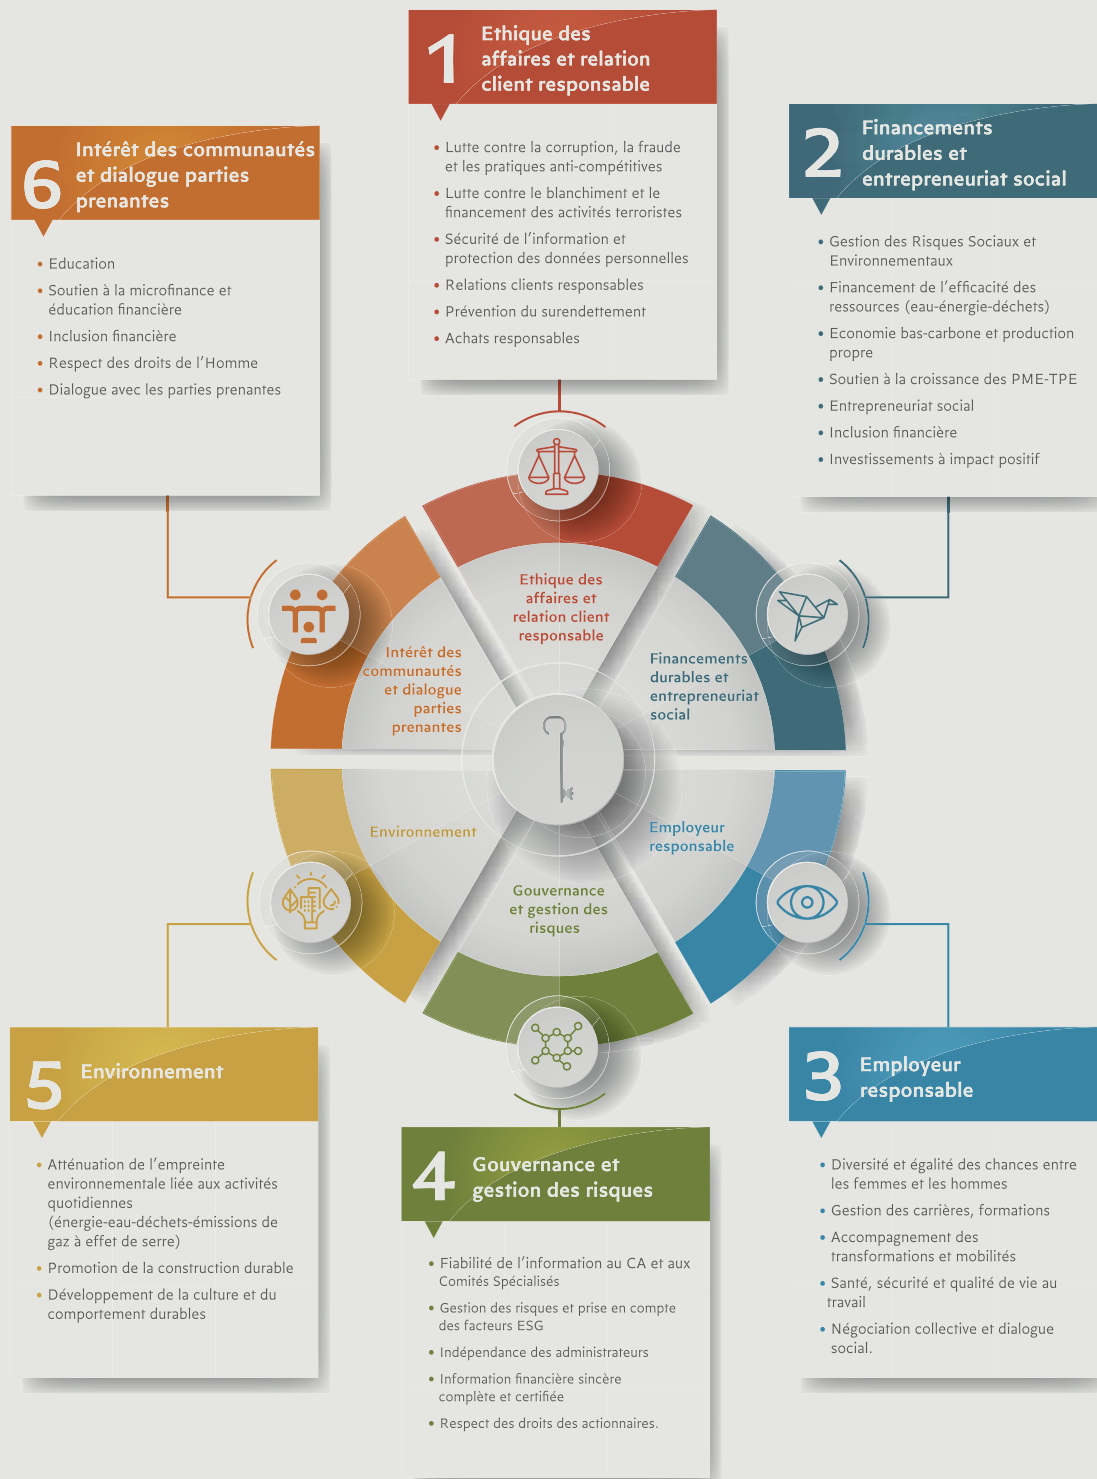 1
Ethique des
affaires et relation
client responsable
• Lutte contre la corruption, la fraude
et les pratiques anti-compétitives
• Lutte contre le blanchiment et le
financement des activités terroristes
• Sécurité de l’information et
protection des données personnelles
• Relations clients responsables
• Prévention du surendettement
• Achats responsables
2
Financements
durables et
entrepreneuriat social
• Gestion des Risques Sociaux et
Environnementaux
• Financement de l’efficacité des
ressources (eau-énergie-déchets)
• Economie bas-carbone et production
propre
• Soutien à la croissance des PME-TPE
• Entrepreneuriat social
• Inclusion financière
• Investissements à impact positif
6
Intérêt des communautés
et dialogue parties
prenantes
• Education
• Soutien à la microfinance et
éducation financière
• Inclusion financière
• Respect des droits de l’Homme
• Dialogue avec les parties prenantes
Ethique des
affaires et
relation client
responsable
Intérêt des
communautés
et dialogue
parties
prenantes
Financements
durables et
entrepreneuriat
social
Environnement
Employeur
responsable
Gouvernance
et gestion des
risques
5
Environnement
• Atténuation de l’empreinte
environnementale liée aux activités
quotidiennes
(énergie-eau-déchets-émissions de
gaz à effet de serre)
• Promotion de la construction durable
• Développement de la culture et du
comportement durables
4
Gouvernance et
gestion des risques
• Fiabilité de l’information au CA et aux
Comités Spécialisés
• Gestion des risques et prise en compte
des facteurs ESG
• Indépendance des administrateurs
• Information financière sincère
complète et certifiée
• Respect des droits des actionnaires.
3
Employeur
responsable
• Diversité et égalité des chances entre
les femmes et les hommes
• Gestion des carrières, formations
• Accompagnement des
transformations et mobilités
• Santé, sécurité et qualité de vie au
travail
• Négociation collective et dialogue
social.